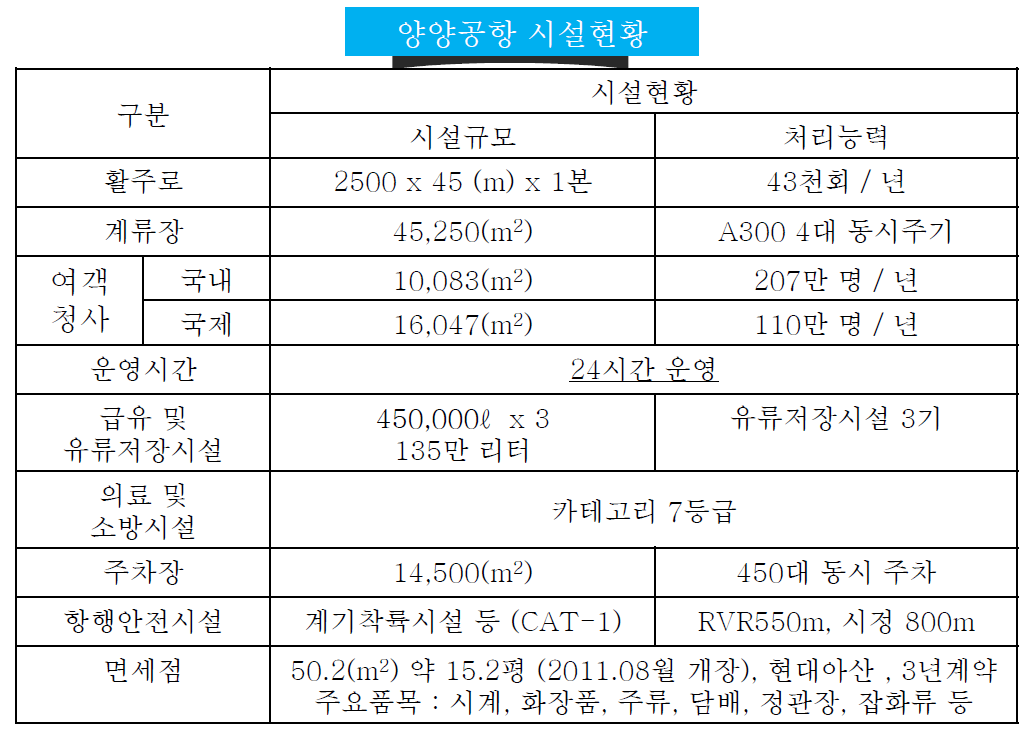 양양공항 시설현황
구분
시설현황
시설규모 처리능력
활주로 2500 x 45 (m) x 1본 43천회 / 년
계류장 45,250(m²) A300 4대 동시주기
여객
청사
국내 10,083(m²) 207만 명 / 년
국제 16,047(m²) 110만 명 / 년
운영시간 24시간 운영
급유 및
유류저장시설
450,000ℓ x 3
135만 리터
유류저장시설 3기
의료 및
소방시설
카테고리 7등급
주차장 14,500(m²) 450대 동시 주차
항행안전시설 계기착륙시설 등 (CAT-1) RVR550m, 시정 800m
면세점
50.2(m²) 약 15.2평 (2011.08월 개장), 현대아산 , 3년계약
주요품목 : 시계, 화장품, 주류, 담배, 정관장, 잡화류 등